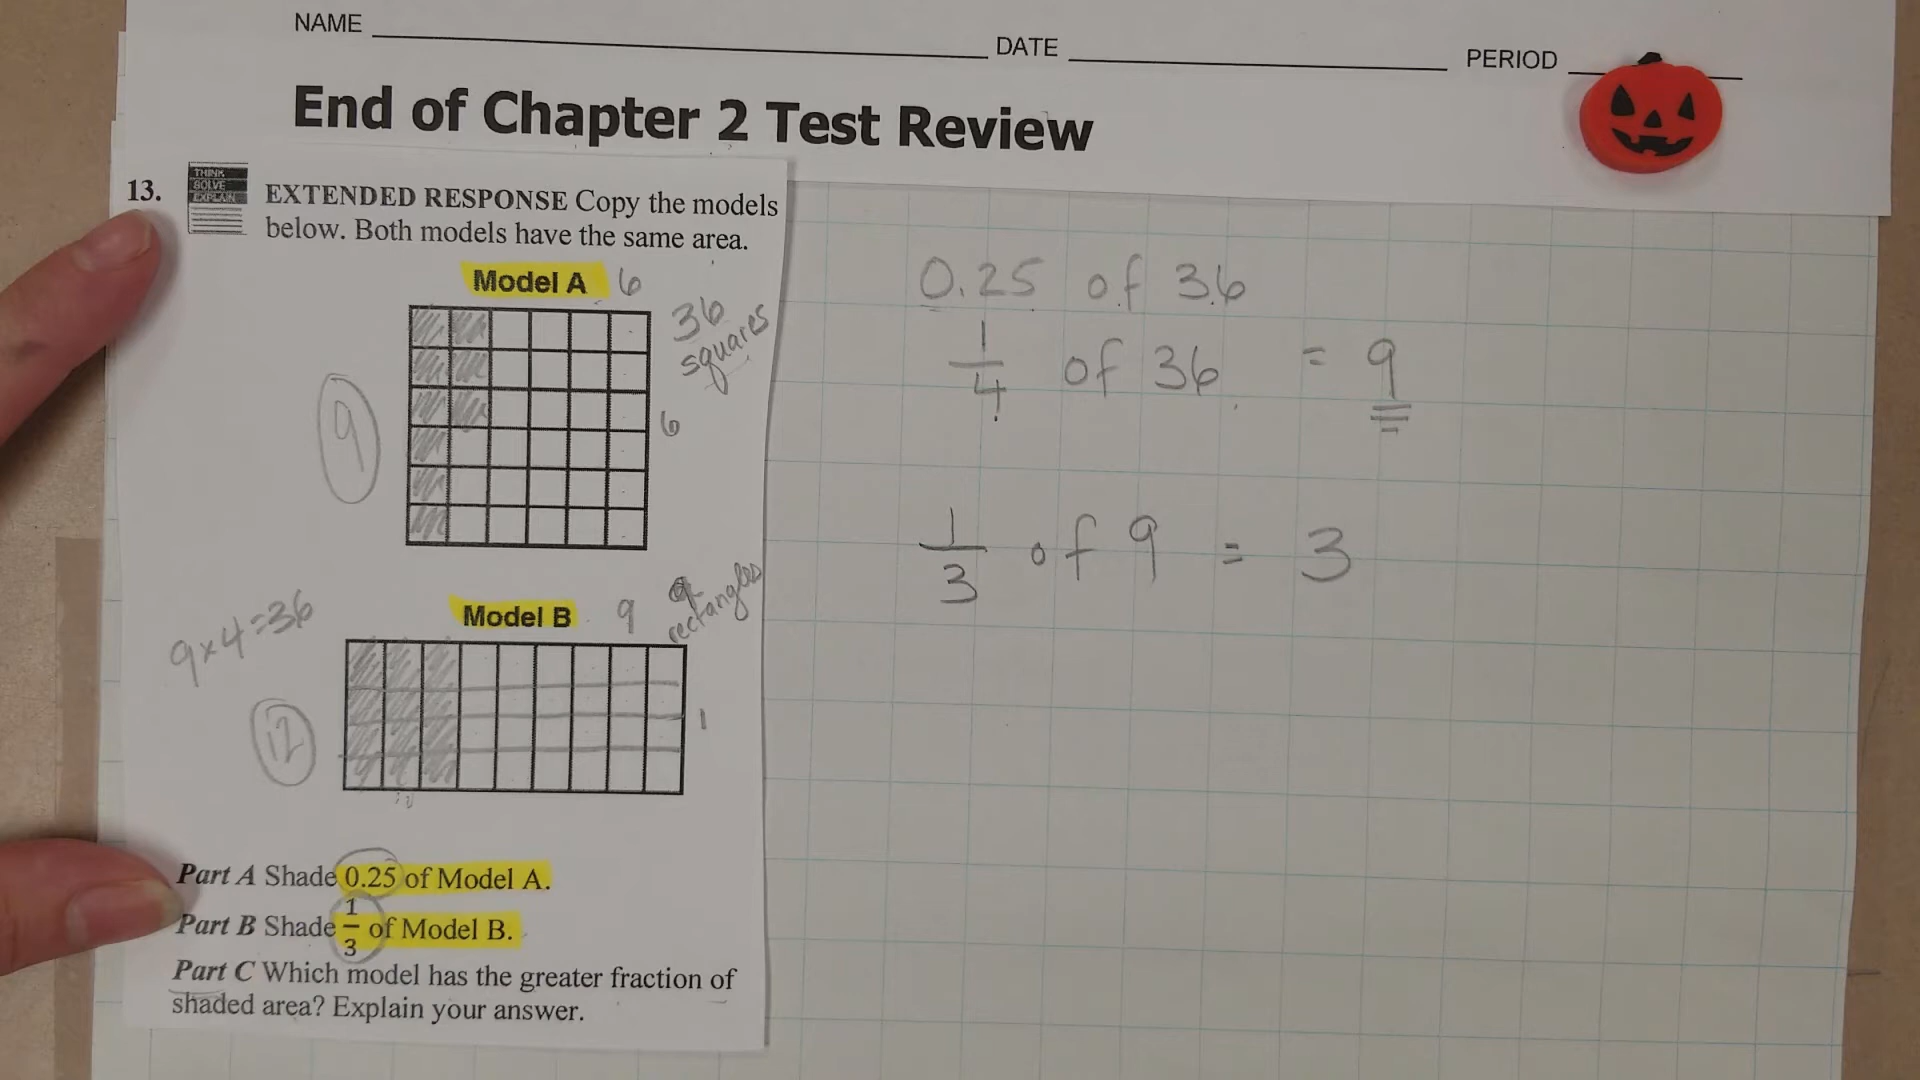 NAME DATE PERIOD
End of Chapter 2 Test Review
13. THINK
SOLVE
EXPLAIN
EXTENDED RESPONSE Copy the models
below. Both models have the same area.
Model A 6
36
squares
9
6
Model B 9
9
rectangles
9×4=36
12
1
Part A Shade 0.25 of Model A.
Part B Shade 1/3 of Model B.
Part C Which model has the greater fraction of
shaded area? Explain your answer.
0.25 of 36
1/4 of 36 = 9
1/3 of 9 = 3